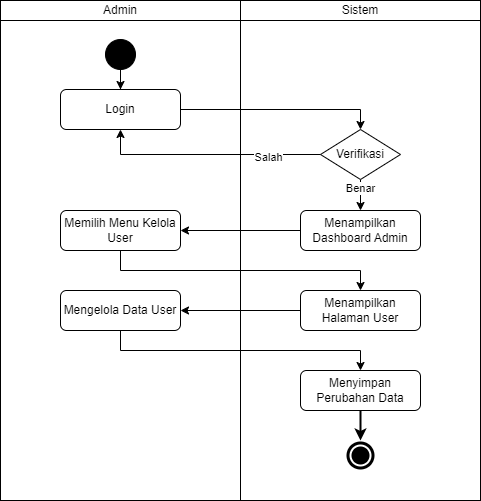 Admin
Sistem
Login
Verifikasi
Salah
Benar
Memilih Menu Kelola
User
Menampilkan
Dashboard Admin
Mengelola Data User
Menampilkan
Halaman User
Menyimpan
Perubahan Data